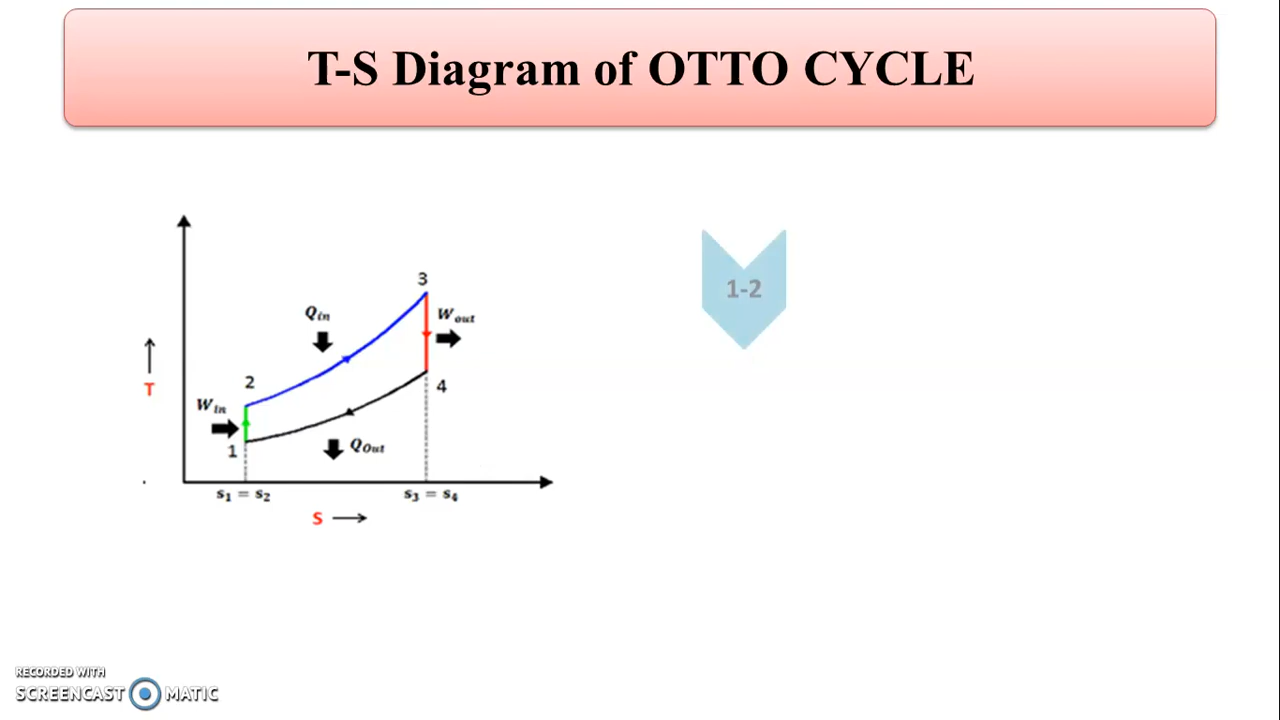 T-S Diagram of OTTO CYCLE
1-2
3
Qin
Wout
T
2
4
Win
1
QOut
s1 = s2
s3 = s4
S
RECORDED WITH
SCREENCAST MATIC